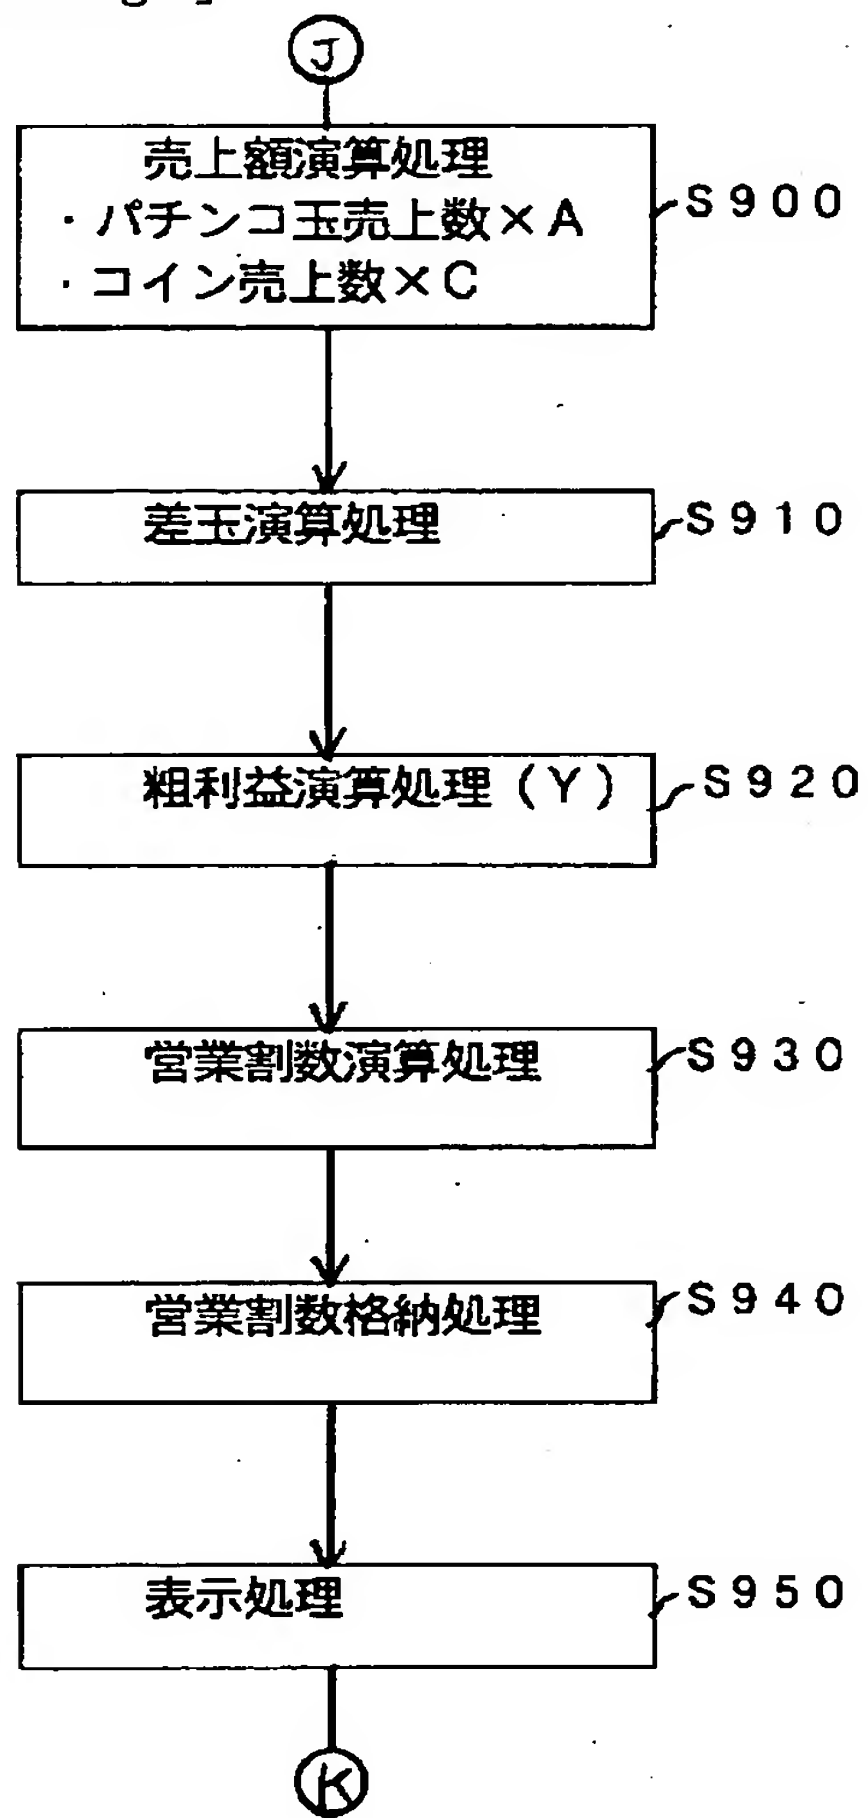 J
売上額演算処理
・パチンコ玉売上数×A
・コイン売上数×C
S900
差玉演算処理
S910
粗利益演算処理（Y）
S920
営業割数演算処理
S930
営業割数格納処理
S940
表示処理
S950
K